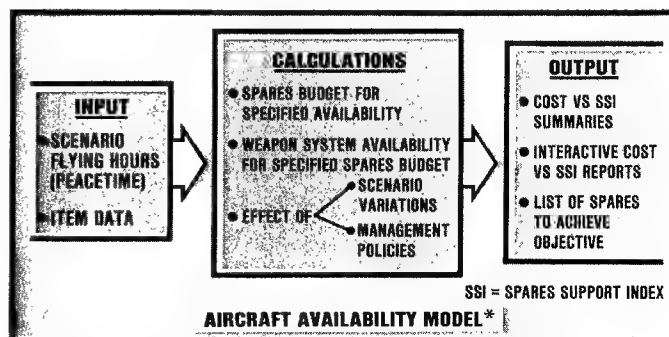 INPUT
• SCENARIO
FLYING HOURS
(PEACETIME)
• ITEM DATA
CALCULATIONS
• SPARES BUDGET FOR
SPECIFIED AVAILABILITY
• WEAPON SYSTEM AVAILABILITY
FOR SPECIFIED SPARES BUDGET
• EFFECT OF
• SCENARIO
VARIATIONS
• MANAGEMENT
POLICIES
OUTPUT
• COST VS SSI
SUMMARIES
• INTERACTIVE COST
VS SSI REPORTS
• LIST OF SPARES
TO ACHIEVE
OBJECTIVE
SSI = SPARES SUPPORT INDEX
AIRCRAFT AVAILABILITY MODEL*